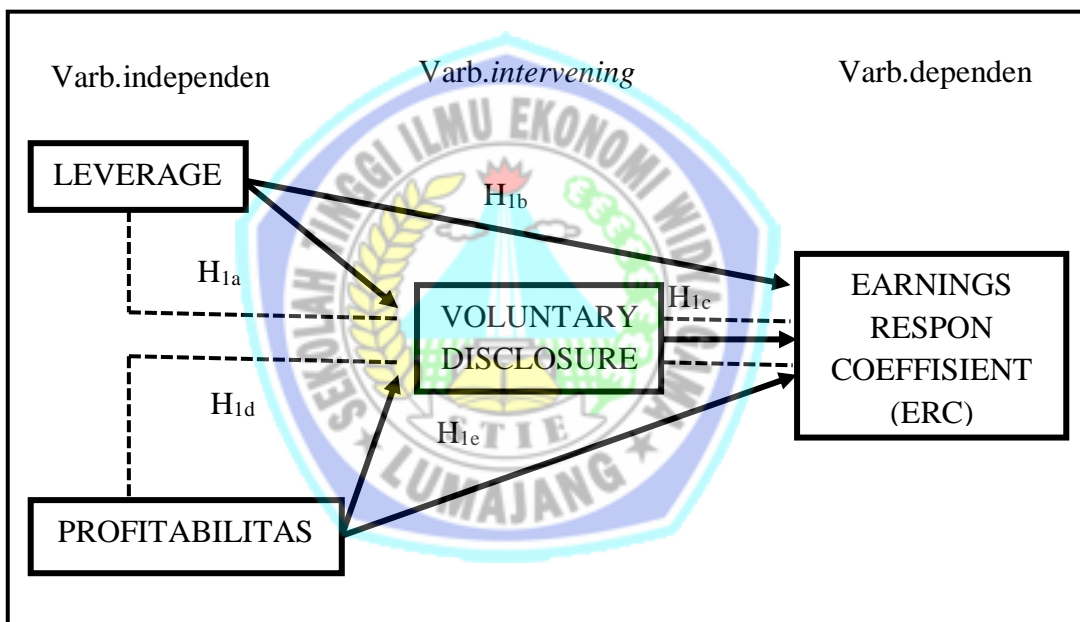 Varb.independen
Varb.intervening
Varb.dependen
LEVERAGE
H1b
H1a
H1c
VOLUNTARY
DISCLOSURE
EARNINGS
RESPON
COEFFISIENT
(ERC)
H1d
H1e
PROFITABILITAS
SEKOLAH TINGGI ILMU EKONOMI WIDYA GAMA
STIE
LUMAJANG